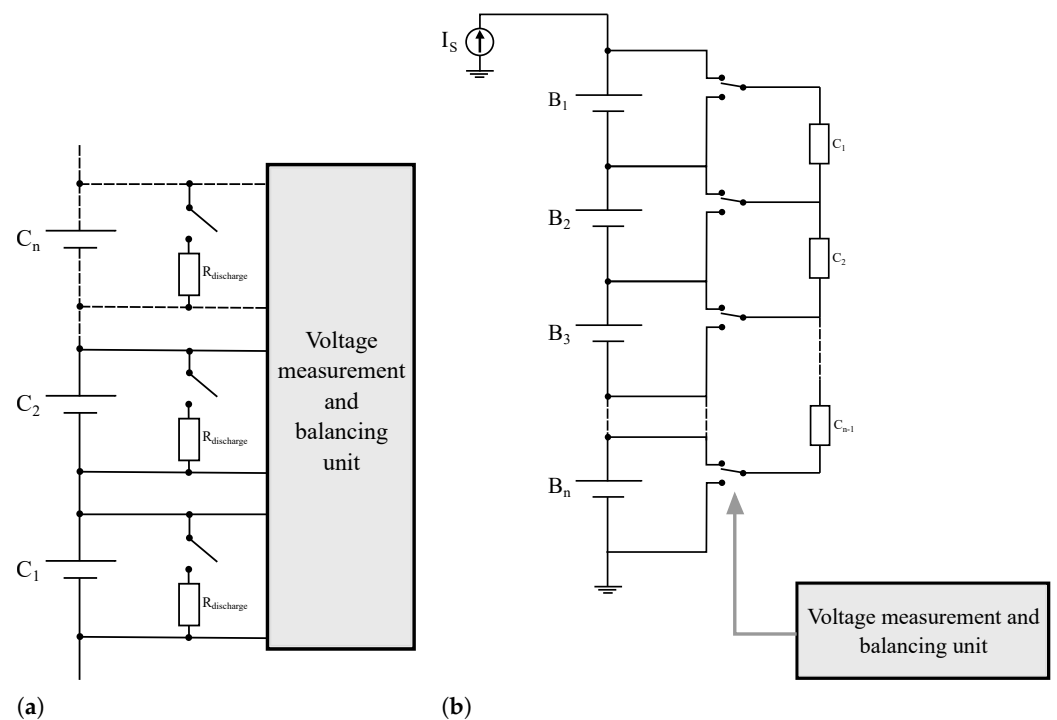 C_n
R_discharge
C_2
R_discharge
C_1
R_discharge
Voltage
measurement
and
balancing
unit
(a)
I_S
B_1
C_1
B_2
C_2
B_3
C_n-1
B_n
Voltage measurement and
balancing unit
(b)